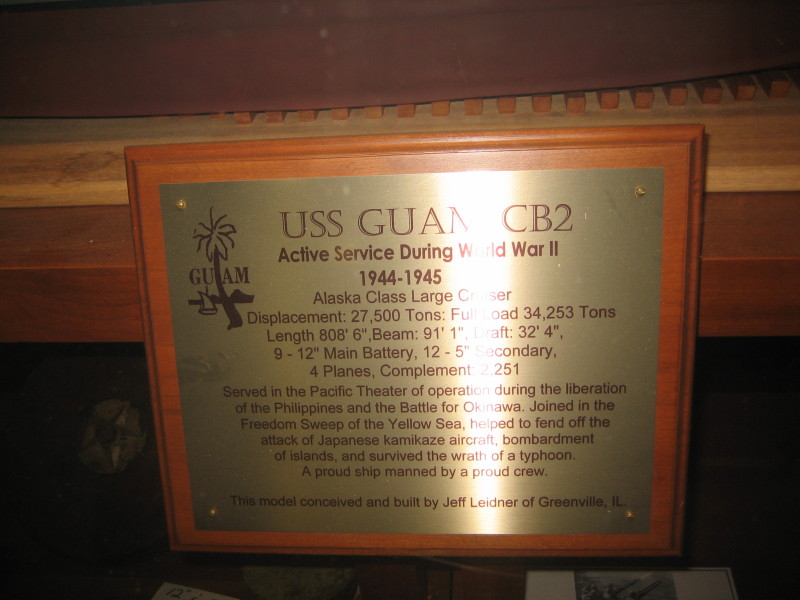 USS GUAM CB2
Active Service During World War II
GUAM
1944-1945
Alaska Class Large Cruiser
Displacement: 27,500 Tons: Full Load 34,253 Tons
Length 808' 6",Beam: 91' 1", Draft: 32' 4",
9 - 12" Main Battery, 12 - 5" Secondary,
4 Planes, Complement: 2,251
Served in the Pacific Theater of operation during the liberation
of the Philippines and the Battle for Okinawa. Joined in the
Freedom Sweep of the Yellow Sea, helped to fend off the
attack of Japanese kamikaze aircraft, bombardment
of islands, and survived the wrath of a typhoon.
A proud ship manned by a proud crew.
This model conceived and built by Jeff Leidner of Greenville, IL.
12"